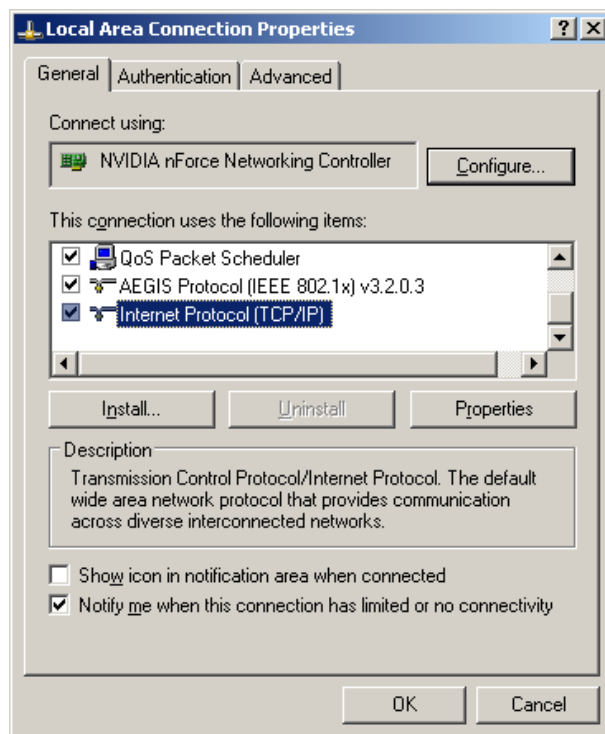 Local Area Connection Properties
General Authentication Advanced
Connect using:
NVIDIA nForce Networking Controller Configure...
This connection uses the following items:
QoS Packet Scheduler
AEGIS Protocol (IEEE 802.1x) v3.2.0.3
Internet Protocol (TCP/IP)
Install... Uninstall Properties
Description
Transmission Control Protocol/Internet Protocol. The default
wide area network protocol that provides communication
across diverse interconnected networks.
Show icon in notification area when connected
Notify me when this connection has limited or no connectivity
OK Cancel